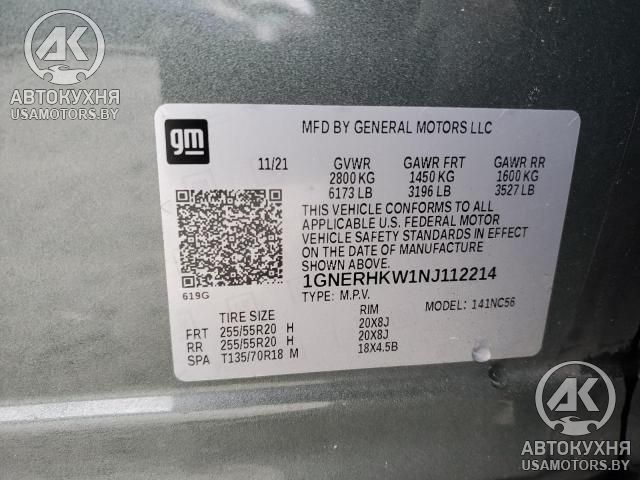 АВТОКУХНЯ
USAMOTORS.BY
gm
MFD BY GENERAL MOTORS LLC
11/21 GVWR GAWR FRT GAWR RR
2800 KG 1450 KG 1600 KG
6173 LB 3196 LB 3527 LB
THIS VEHICLE CONFORMS TO ALL
APPLICABLE U.S. FEDERAL MOTOR
VEHICLE SAFETY STANDARDS IN EFFECT
ON THE DATE OF MANUFACTURE
SHOWN ABOVE.
1GNERHKW1NJ112214
619G
TYPE: M.P.V. MODEL: 141NC56
TIRE SIZE RIM
FRT 255/55R20 H 20X8J
RR 255/55R20 H 20X8J
SPA T135/70R18 M 18X4.5B
АК
АВТОКУХНЯ
USAMOTORS.BY